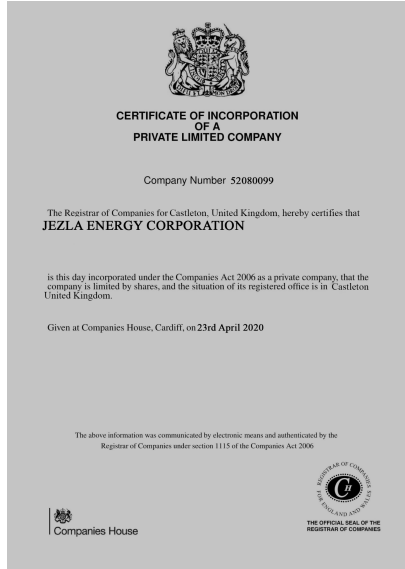 CERTIFICATE OF INCORPORATION
OF A
PRIVATE LIMITED COMPANY
Company Number 52080099
The Registrar of Companies for Castleton, United Kingdom, hereby certifies that
JEZLA ENERGY CORPORATION
is this day incorporated under the Companies Act 2006 as a private company, that the
company is limited by shares, and the situation of its registered office is in Castleton
United Kingdom.
Given at Companies House, Cardiff, on 23rd April 2020
The above information was communicated by electronic means and authenticated by the
Registrar of Companies under section 1115 of the Companies Act 2006
REGISTRAR OF COMPANIES
FOR ENGLAND AND WALES
CH
Companies House
THE OFFICIAL SEAL OF THE
REGISTRAR OF COMPANIES